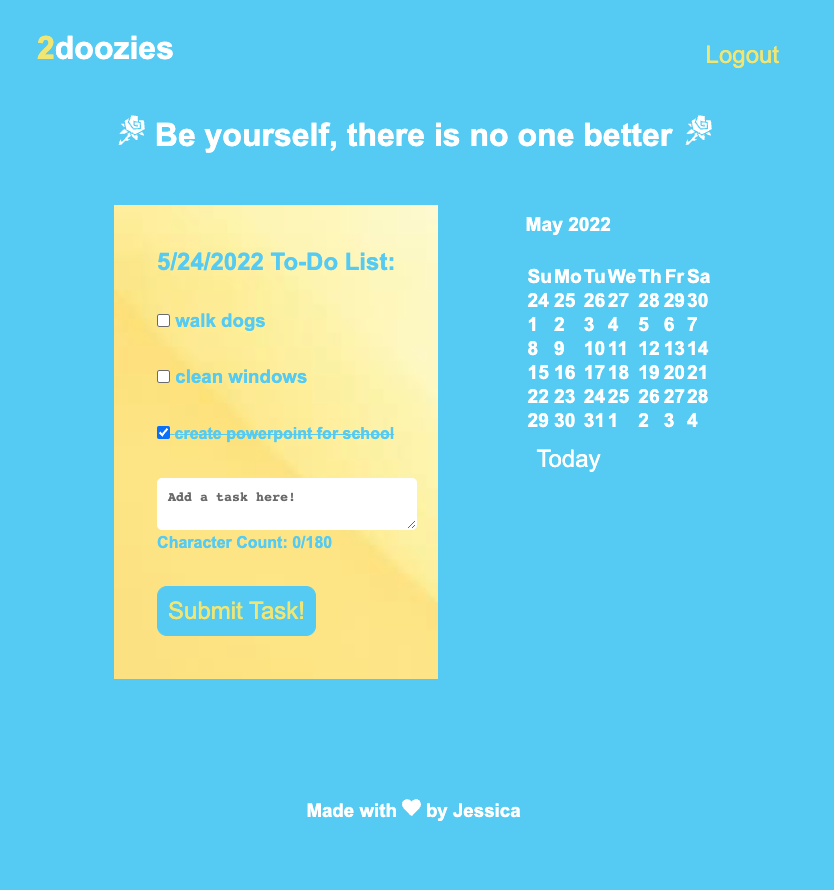 2doozies
Logout
Be yourself, there is no one better
5/24/2022 To-Do List:
walk dogs
clean windows
create powerpoint for school
Add a task here!
Character Count: 0/180
Submit Task!
May 2022
Su Mo Tu We Th Fr Sa
24 25 26 27 28 29 30
1 2 3 4 5 6 7
8 9 10 11 12 13 14
15 16 17 18 19 20 21
22 23 24 25 26 27 28
29 30 31 1 2 3 4
Today
Made with ♥ by Jessica